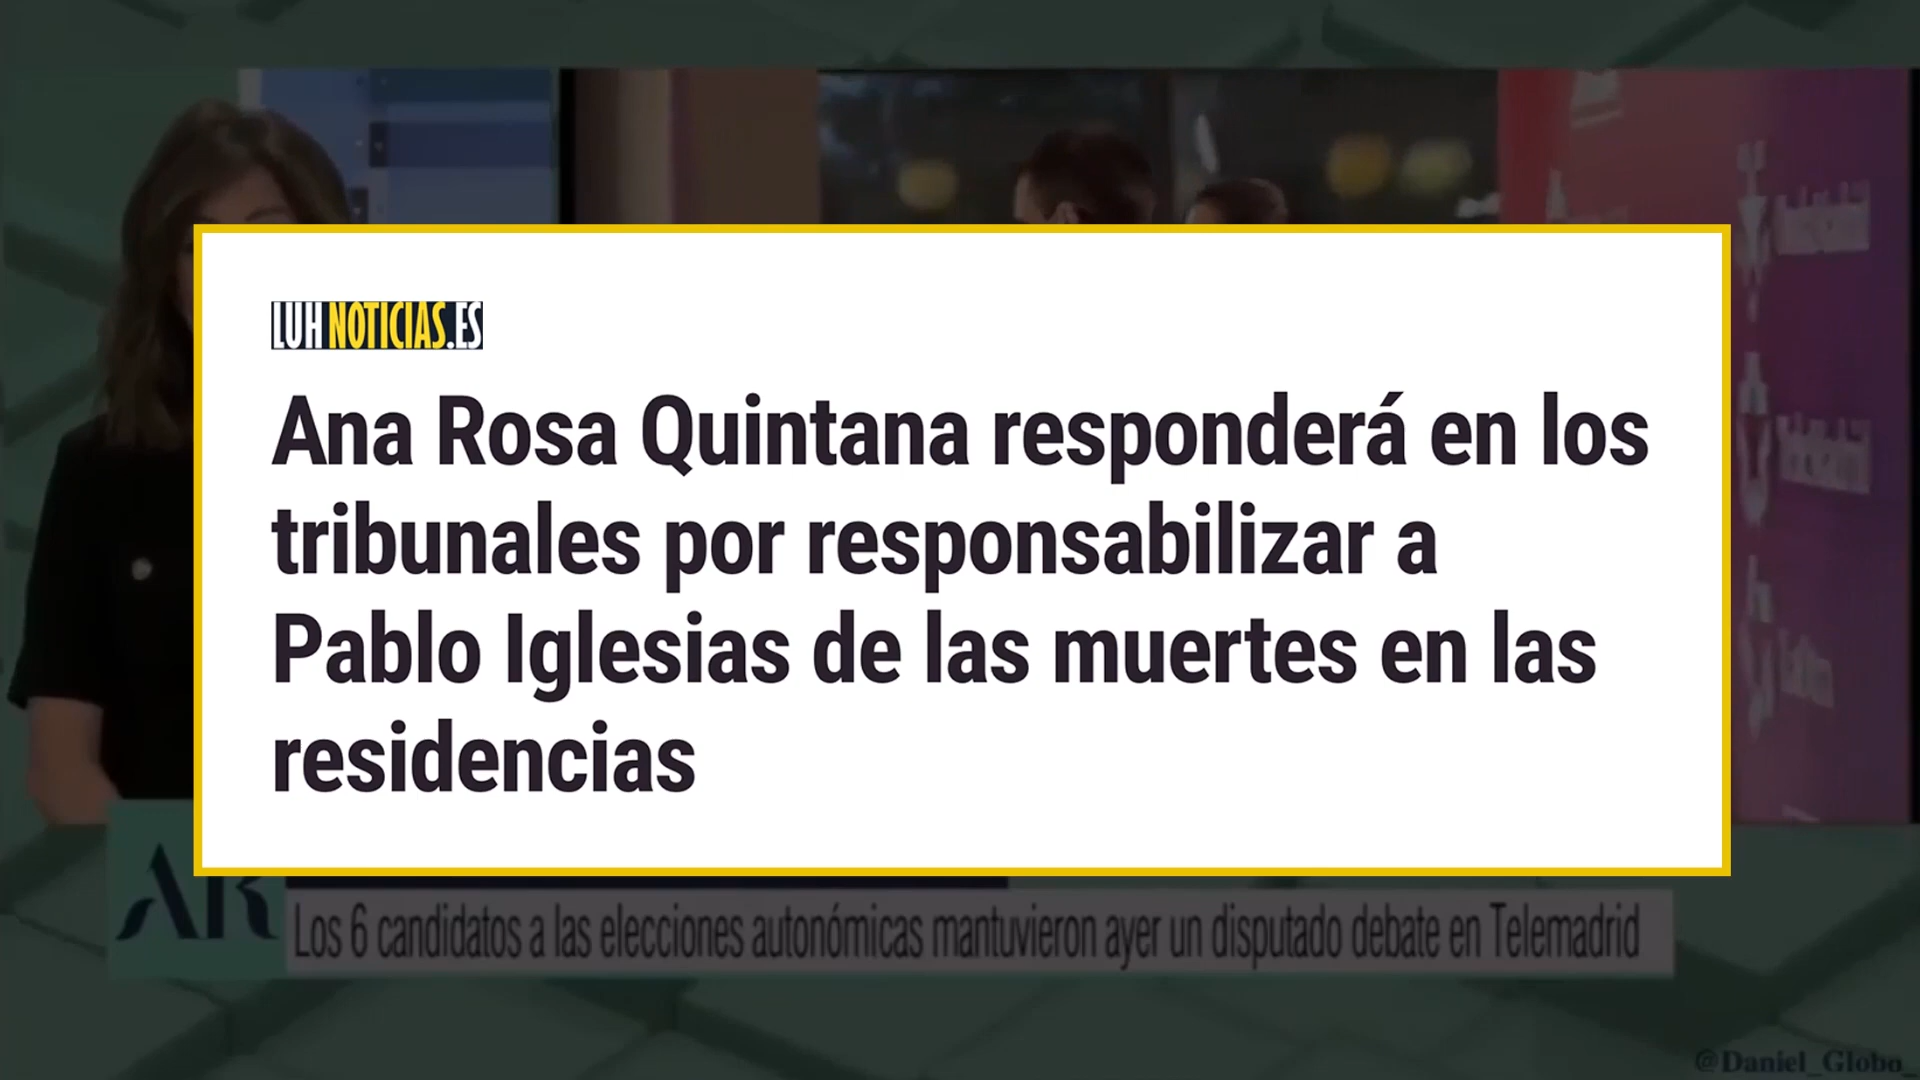 LUHNOTICIAS.ES
Ana Rosa Quintana responderá en los
tribunales por responsabilizar a
Pablo Iglesias de las muertes en las
residencias
AR
Los 6 candidatos a las elecciones autonómicas mantuvieron ayer un disputado debate en Telemadrid
@Daniel_Globo_